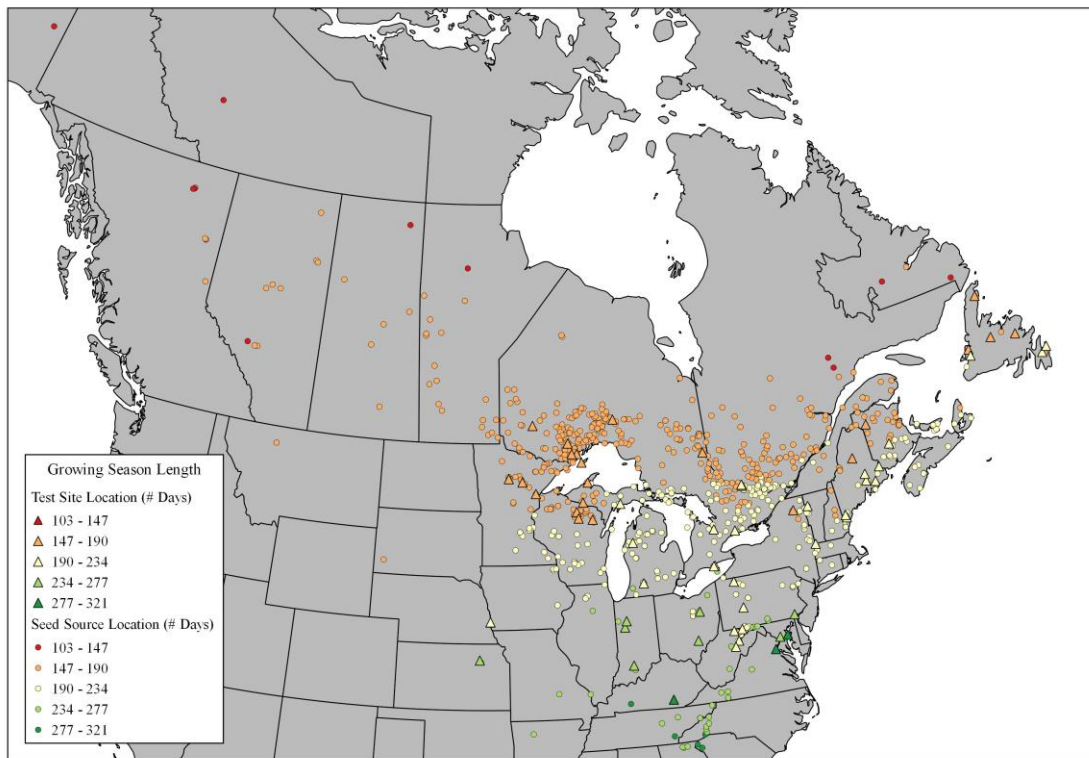 Growing Season Length
Test Site Location (# Days)
103 - 147
147 - 190
190 - 234
234 - 277
277 - 321
Seed Source Location (# Days)
103 - 147
147 - 190
190 - 234
234 - 277
277 - 321